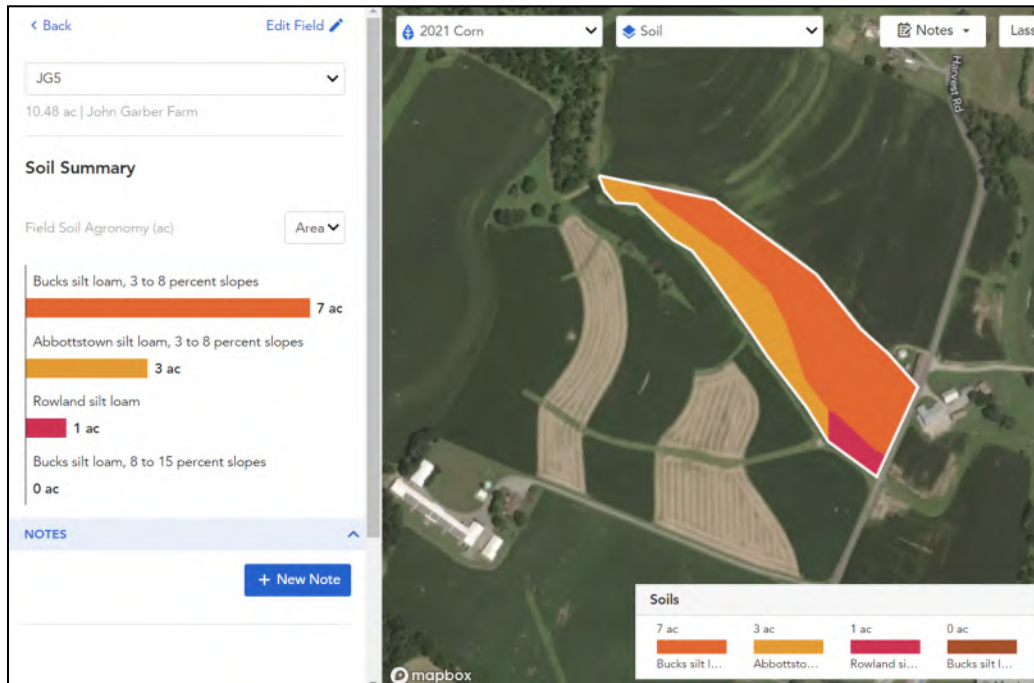 Back
Edit Field
JG5
10.48 ac | John Garber Farm
Soil Summary
Field Soil Agronomy (ac)
Area
Bucks silt loam, 3 to 8 percent slopes
7 ac
Abbottstown silt loam, 3 to 8 percent slopes
3 ac
Rowland silt loam
1 ac
Bucks silt loam, 8 to 15 percent slopes
0 ac
NOTES
+ New Note
2021 Corn
Soil
Notes
Lass
Harvest Rd
Soils
7 ac
3 ac
1 ac
0 ac
Bucks silt l...
Abbottsto...
Rowland si...
Bucks silt l...
mapbox